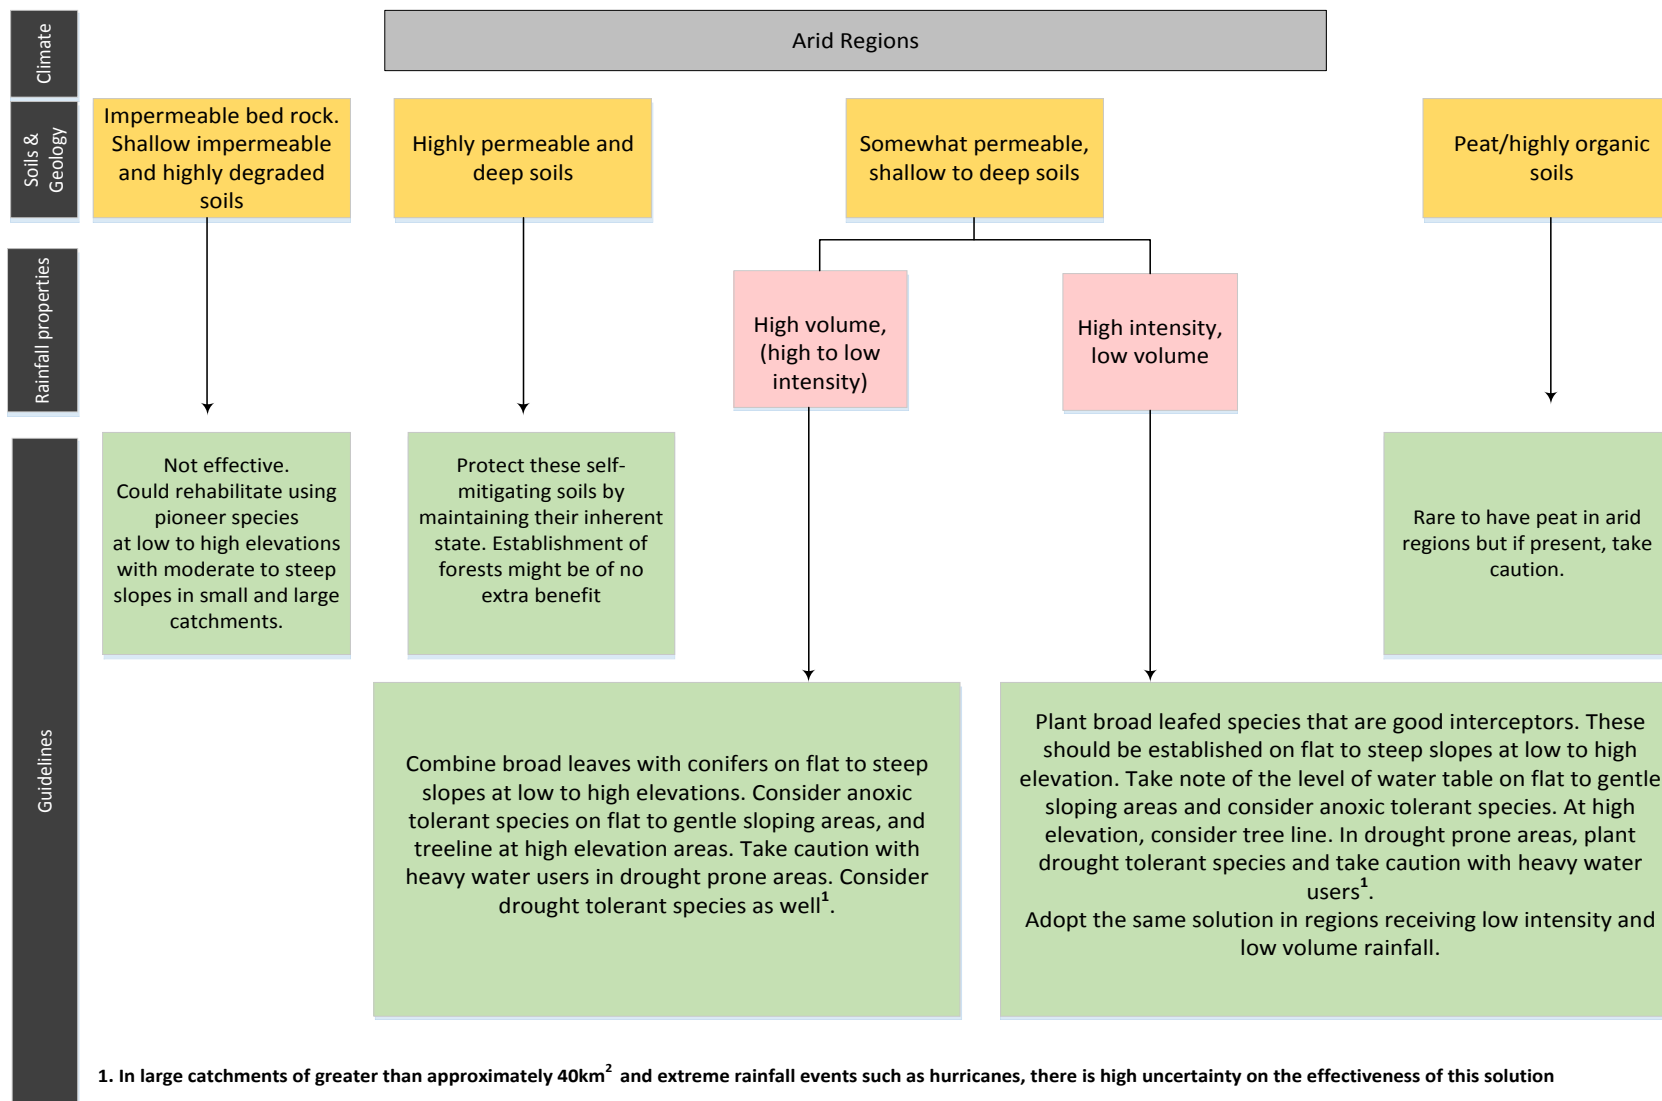 Climate
Arid Regions
Soils &
Geology
Impermeable bed rock.
Shallow impermeable
and highly degraded
soils
Highly permeable and
deep soils
Somewhat permeable,
shallow to deep soils
Peat/highly organic
soils
Rainfall properties
High volume,
(high to low
intensity)
High intensity,
low volume
Guidelines
Not effective.
Could rehabilitate using
pioneer species
at low to high elevations
with moderate to steep
slopes in small and large
catchments.
Protect these self-
mitigating soils by
maintaining their inherent
state. Establishment of
forests might be of no
extra benefit
Rare to have peat in arid
regions but if present, take
caution.
Combine broad leaves with conifers on flat to steep
slopes at low to high elevations. Consider anoxic
tolerant species on flat to gentle sloping areas, and
treeline at high elevation areas. Take caution with
heavy water users in drought prone areas. Consider
drought tolerant species as well1.
Plant broad leafed species that are good interceptors. These
should be established on flat to steep slopes at low to high
elevation. Take note of the level of water table on flat to gentle
sloping areas and consider anoxic tolerant species. At high
elevation, consider tree line. In drought prone areas, plant
drought tolerant species and take caution with heavy water
users1.
Adopt the same solution in regions receiving low intensity and
low volume rainfall.
1. In large catchments of greater than approximately 40km2 and extreme rainfall events such as hurricanes, there is high uncertainty on the effectiveness of this solution